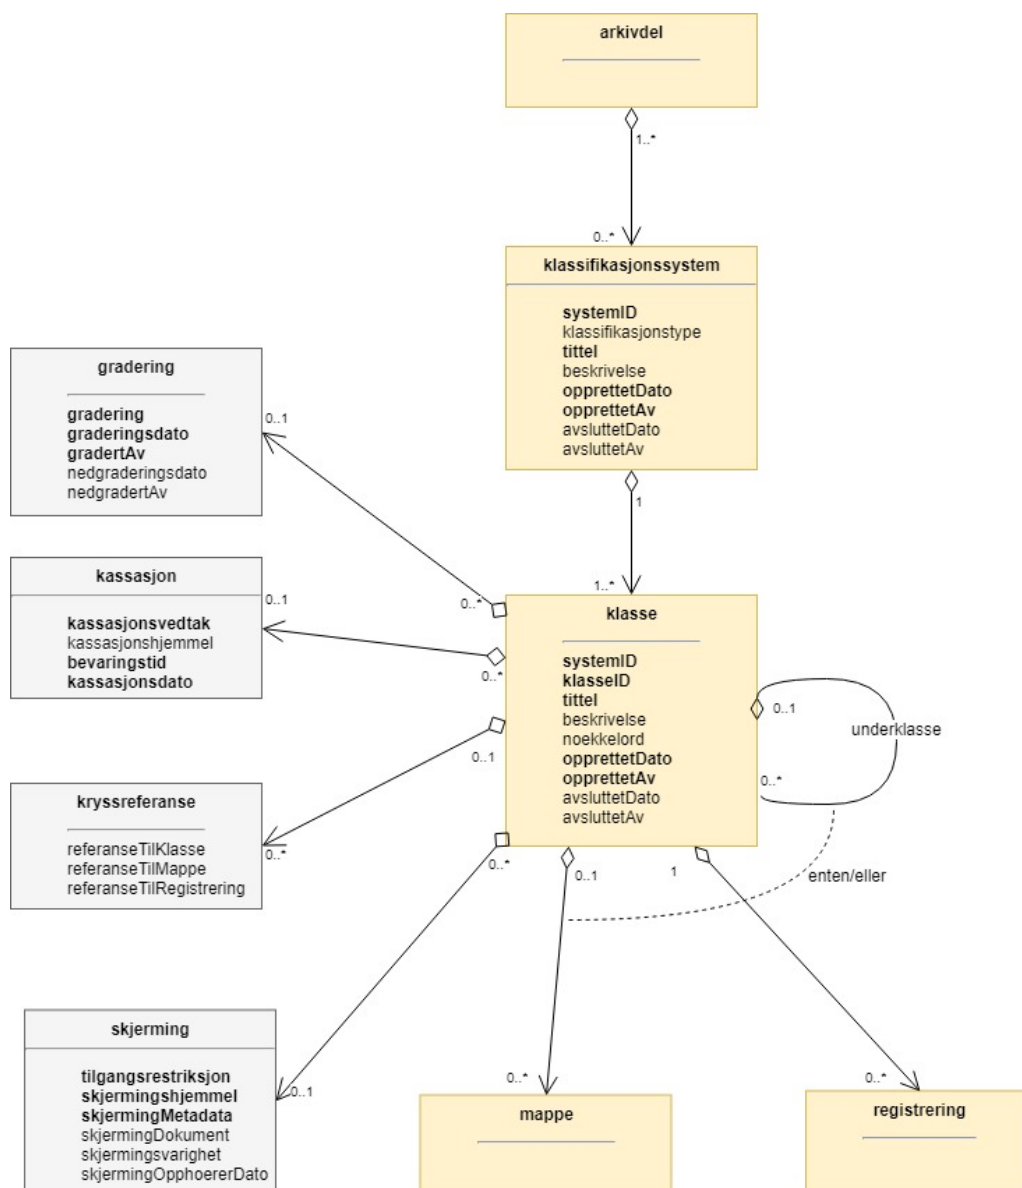 arkivdel
1..*
0..*
klassifikasjonssystem
systemID
klassifikasjonstype
tittel
beskrivelse
opprettetDato
opprettetAv
avsluttetDato
avsluttetAv
1
1..*
gradering
gradering
graderingsdato
gradertAv
nedgraderingsdato
nedgradertAv
0..1
0..*
kassasjon
kassasjonsvedtak
kassasjonshjemmel
bevaringstid
kassasjonsdato
0..1
0..*
klasse
systemID
klasseID
tittel
beskrivelse
noekkelord
opprettetDato
opprettetAv
avsluttetDato
avsluttetAv
0..1
underklasse
0..*
0..1
kryssreferanse
referanseTilKlasse
referanseTilMappe
referanseTilRegistrering
0..*
0..*
0..1
1
enten/eller
skjerming
tilgangsrestriksjon
skjermingshjemmel
skjermingMetadata
skjermingDokument
skjermingsvarighet
skjermingOpphoererDato
0..1
0..*
mappe
0..*
registrering